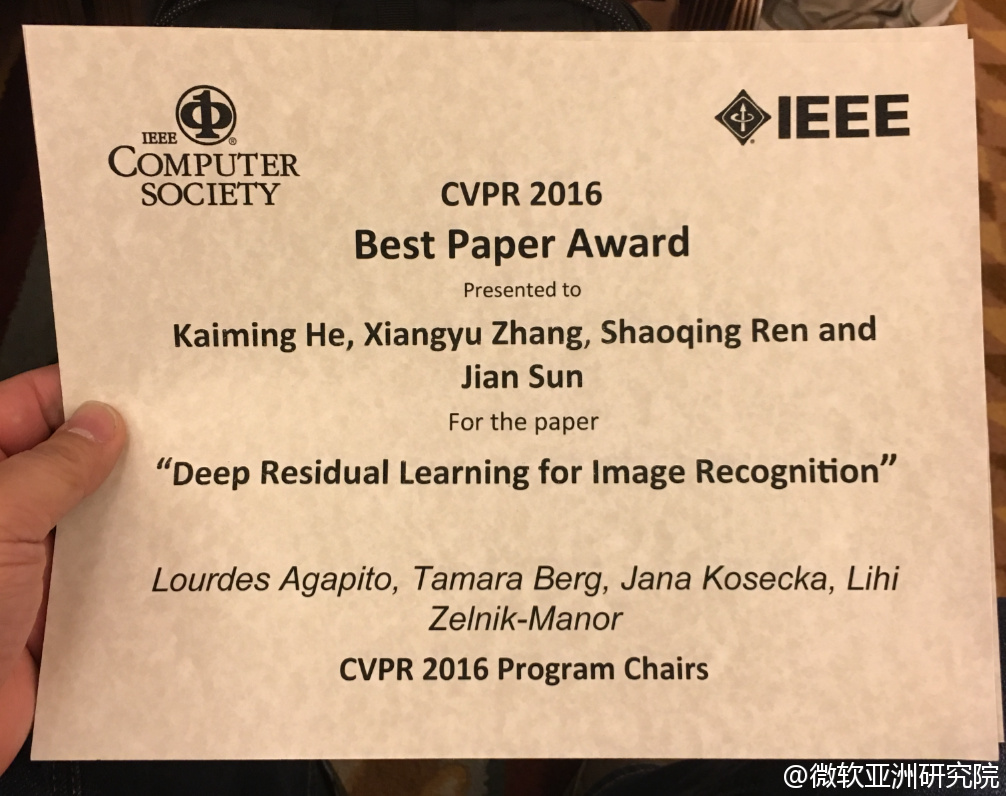 IEEE
COMPUTER
SOCIETY
®
IEEE
CVPR 2016
Best Paper Award
Presented to
Kaiming He, Xiangyu Zhang, Shaoqing Ren and
Jian Sun
For the paper
“Deep Residual Learning for Image Recognition”
Lourdes Agapito, Tamara Berg, Jana Kosecka, Lihi
Zelnik-Manor
CVPR 2016 Program Chairs
@微软亚洲研究院